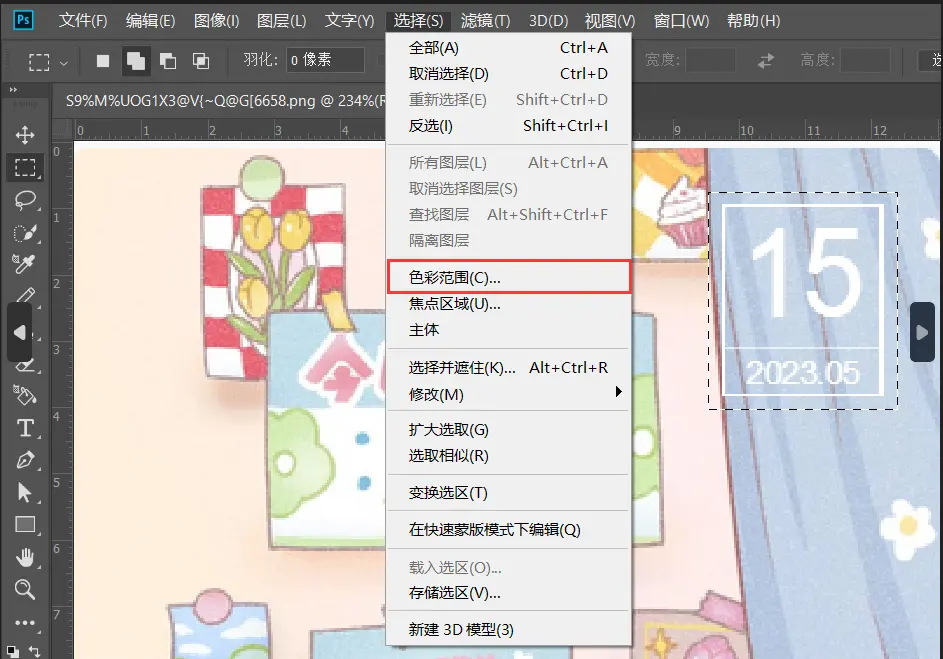 Ps 文件(F) 编辑(E) 图像(I) 图层(L) 文字(Y) 选择(S) 滤镜(T) 3D(D) 视图(V) 窗口(W) 帮助(H)
羽化: 0 像素 宽度: 高度:
S9%M%UOG1X3@V{~Q@G[6658.png @ 234%(R
0 1 2 3 4 9 10 11 12
0
1
2
3
4
5
6
7
全部(A) Ctrl+A
取消选择(D) Ctrl+D
重新选择(E) Shift+Ctrl+D
反选(I) Shift+Ctrl+I
所有图层(L) Alt+Ctrl+A
取消选择图层(S)
查找图层 Alt+Shift+Ctrl+F
隔离图层
色彩范围(C)...
焦点区域(U)...
主体
选择并遮住(K)... Alt+Ctrl+R
修改(M)
扩大选取(G)
选取相似(R)
变换选区(T)
在快速蒙版模式下编辑(Q)
载入选区(O)...
存储选区(V)...
新建 3D 模型(3)
今
15
2023.05